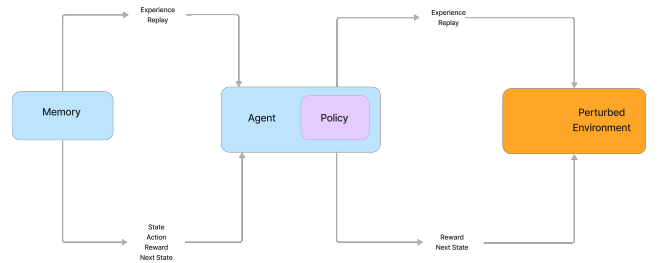 Experience
Replay
Experience
Replay
Memory
Agent
Policy
Perturbed
Environment
State
Action
Reward
Next State
Reward
Next State